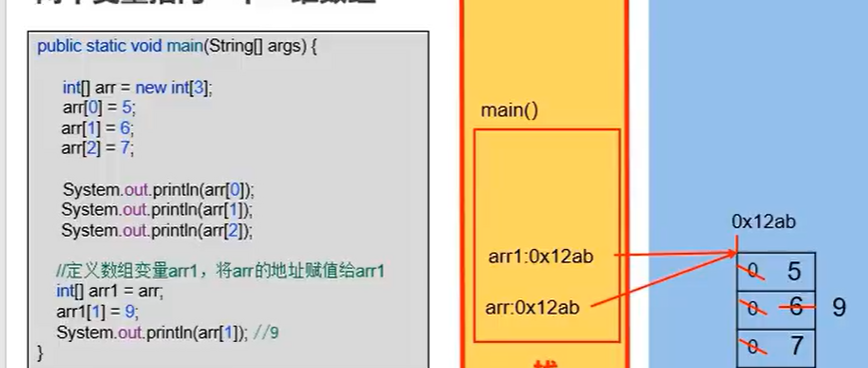 public static void main(String[] args) {
int[] arr = new int[3];
arr[0] = 5;
arr[1] = 6;
arr[2] = 7;
System.out.println(arr[0]);
System.out.println(arr[1]);
System.out.println(arr[2]);
//定义数组变量arr1，将arr的地址赋值给arr1
int[] arr1 = arr;
arr1[1] = 9;
System.out.println(arr[1]); //9
}
main()
arr1:0x12ab
arr:0x12ab
0x12ab
0 5
0 6 9
0 7